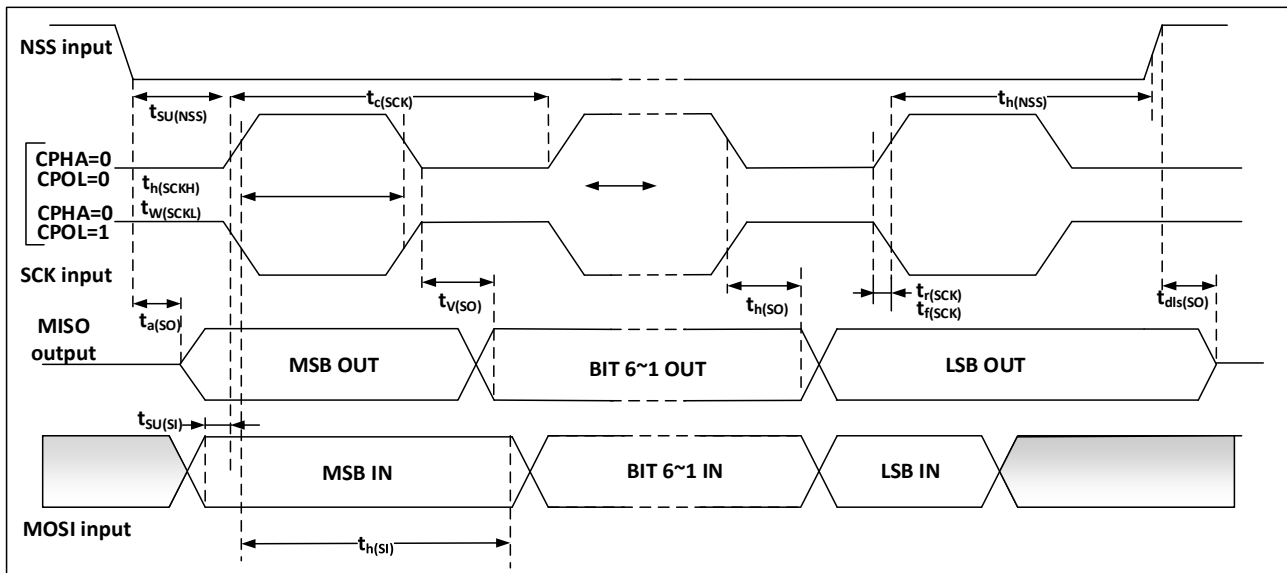 NSS input
tSU(NSS)
tc(SCK)
th(NSS)
CPHA=0
CPOL=0
th(SCKH)
tW(SCKL)
CPHA=0
CPOL=1
SCK input
ta(SO)
tV(SO)
th(SO)
tr(SCK)
tf(SCK)
tdIs(SO)
MISO
output
MSB OUT
BIT 6~1 OUT
LSB OUT
tSU(SI)
MSB IN
BIT 6~1 IN
LSB IN
MOSI input
th(SI)